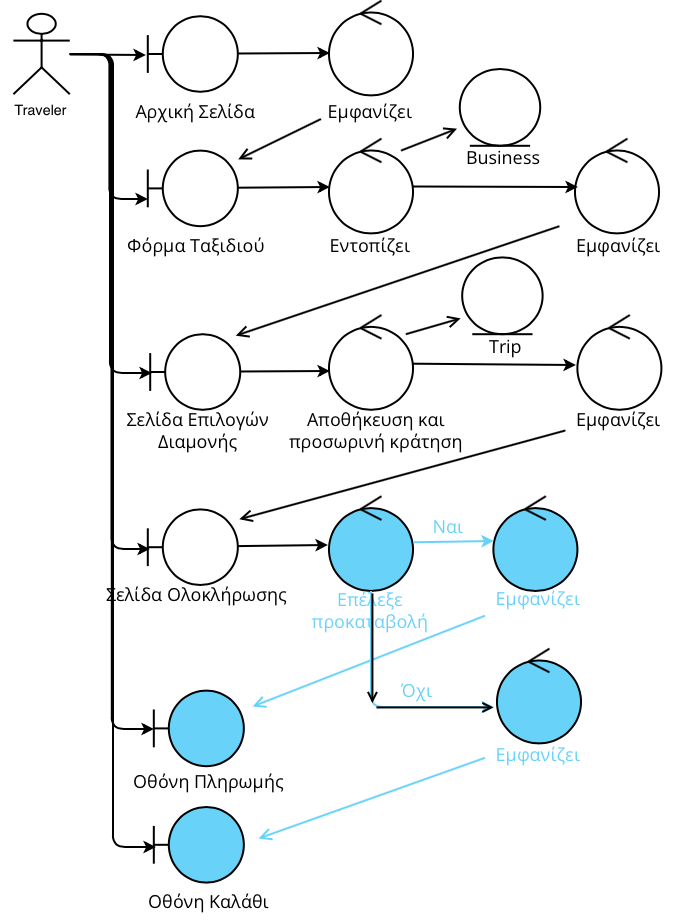 Traveler
Αρχική Σελίδα
Εμφανίζει
Business
Φόρμα Ταξιδιού
Εντοπίζει
Εμφανίζει
Trip
Σελίδα Επιλογών
Διαμονής
Αποθήκευση και
προσωρινή κράτηση
Εμφανίζει
Ναι
Σελίδα Ολοκλήρωσης
Επέλεξε
προκαταβολή
Εμφανίζει
Όχι
Εμφανίζει
Οθόνη Πληρωμής
Οθόνη Καλάθι